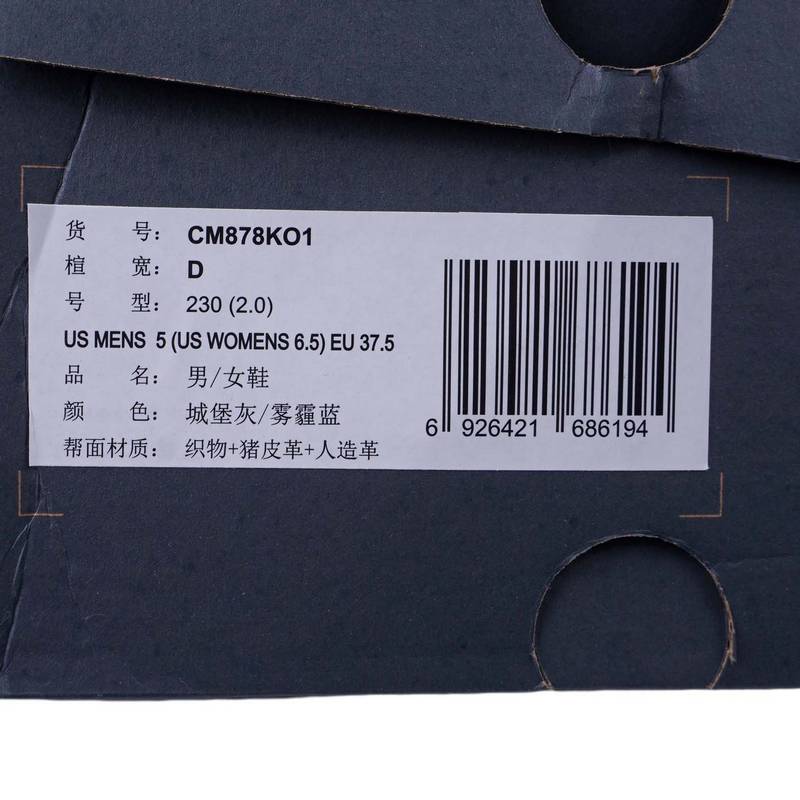 货 号: CM878KO1
楦 宽: D
号 型: 230 (2.0)
US MENS 5 (US WOMENS 6.5) EU 37.5
品 名: 男/女鞋
颜 色: 城堡灰/雾霾蓝
帮面材质: 织物+猪皮革+人造革
6 926421 686194